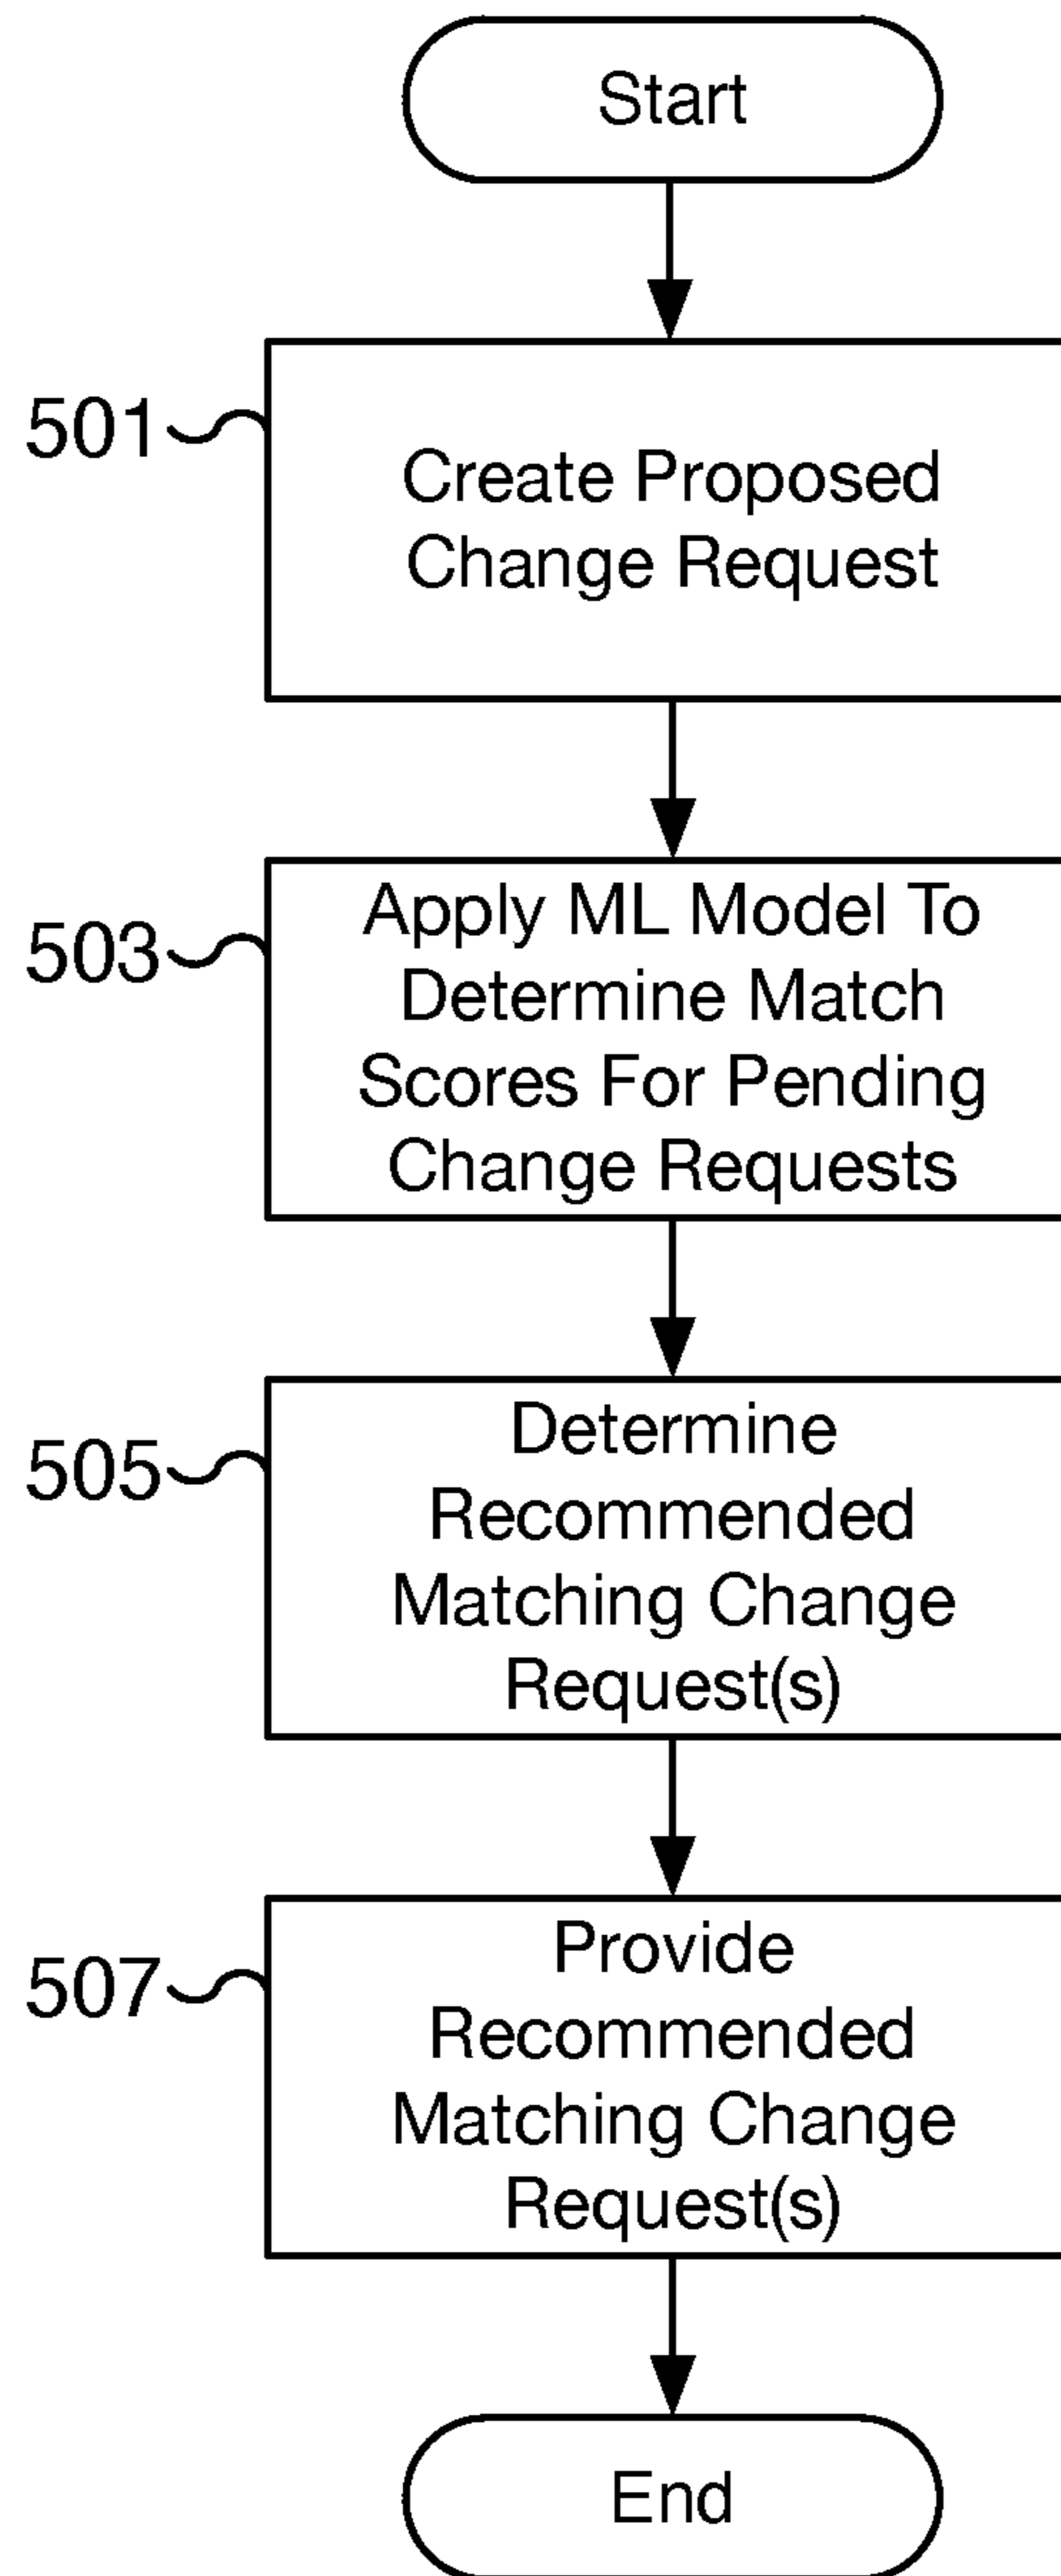 Start
501
Create Proposed
Change Request
503
Apply ML Model To
Determine Match
Scores For Pending
Change Requests
505
Determine
Recommended
Matching Change
Request(s)
507
Provide
Recommended
Matching Change
Request(s)
End